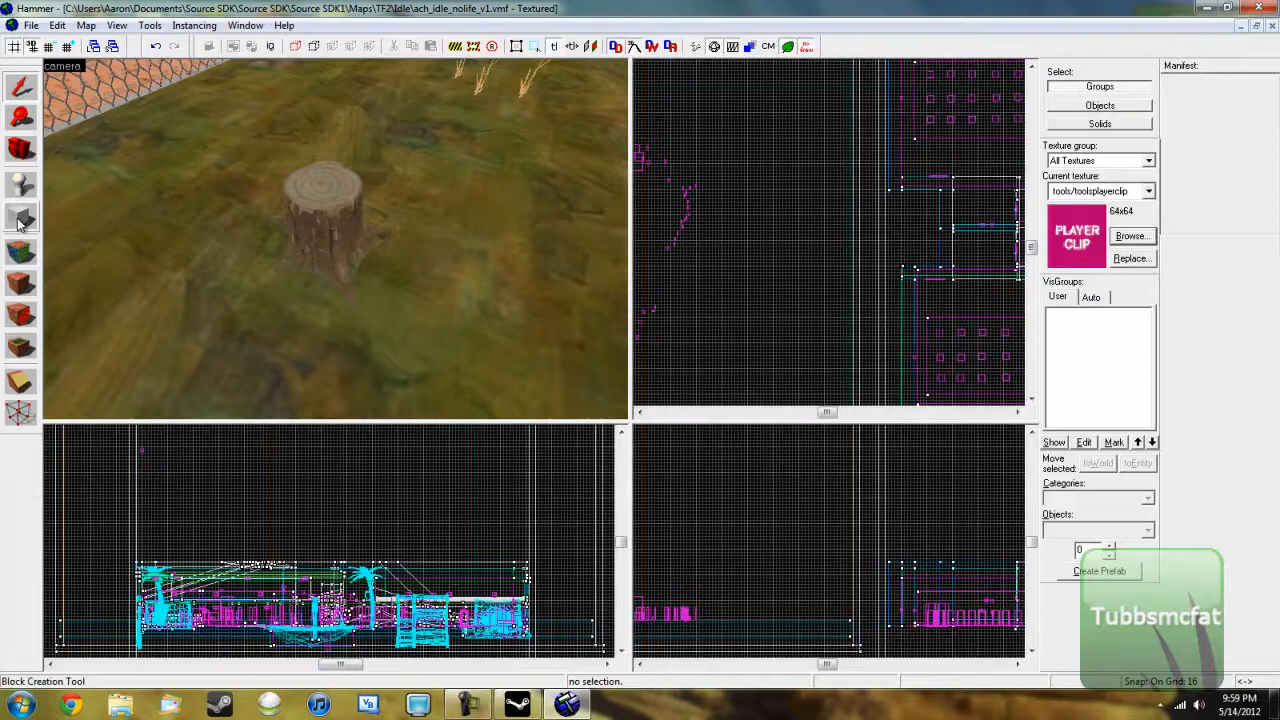 Hammer - [C:\Users\Aaron\Documents\Source SDK\Source SDK\Source SDK1\Maps\TF2\Idle\ach_idle_nolife_v1.vmf - Textured]
File Edit Map View Tools Instancing Window Help
camera
Select:
Groups
Objects
Solids
Texture group:
All Textures
Current texture:
tools/toolsplayerclip
PLAYER CLIP
64x64
Browse...
Replace...
VisGroups:
User Auto
Show Edit Mark
Move selected:
toWorld toEntity
Categories:
Objects:
0
Create Prefab
Manifest:
Tubbsmcfat
Block Creation Tool
no selection.
Snap: On Grid: 16
<->
9:59 PM
5/14/2012